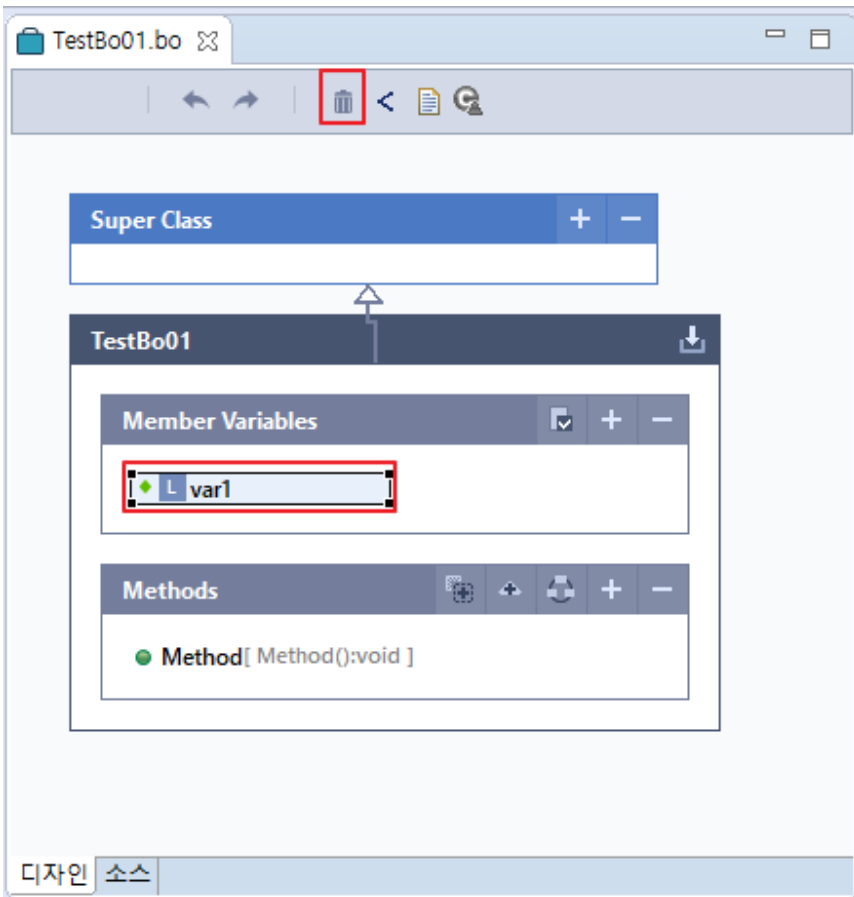 TestBo01.bo
Super Class
TestBo01
Member Variables
L var1
Methods
Method[ Method():void ]
디자인 소스